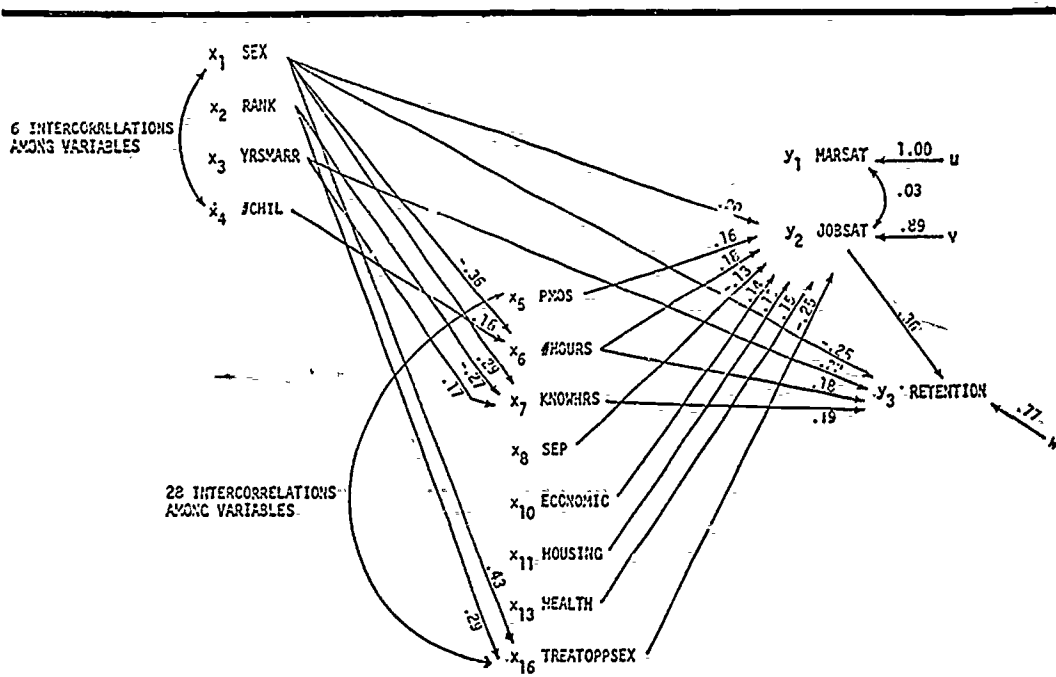 x1 SEX
x2 RANK
6 INTERCORRELATIONS
AMONG VARIABLES
x3 YRSMARR
x4 #CHIL
y1 MARSAT
1.00
U
.03
y2 JOBSAT
.89
V
.16
.18
-.13
.14
.15
-.25
-.36
.16
.29
-.27
.17
x5 PMOS
x6 #HOURS
x7 KNOWHRS
x8 SEP
x10 ECONOMIC
x11 HOUSING
x13 HEALTH
x16 TREATOPPSEX
.36
-.25
.18
.19
y3 RETENTION
.77
28 INTERCORRELATIONS
AMONG VARIABLES
.43
.29